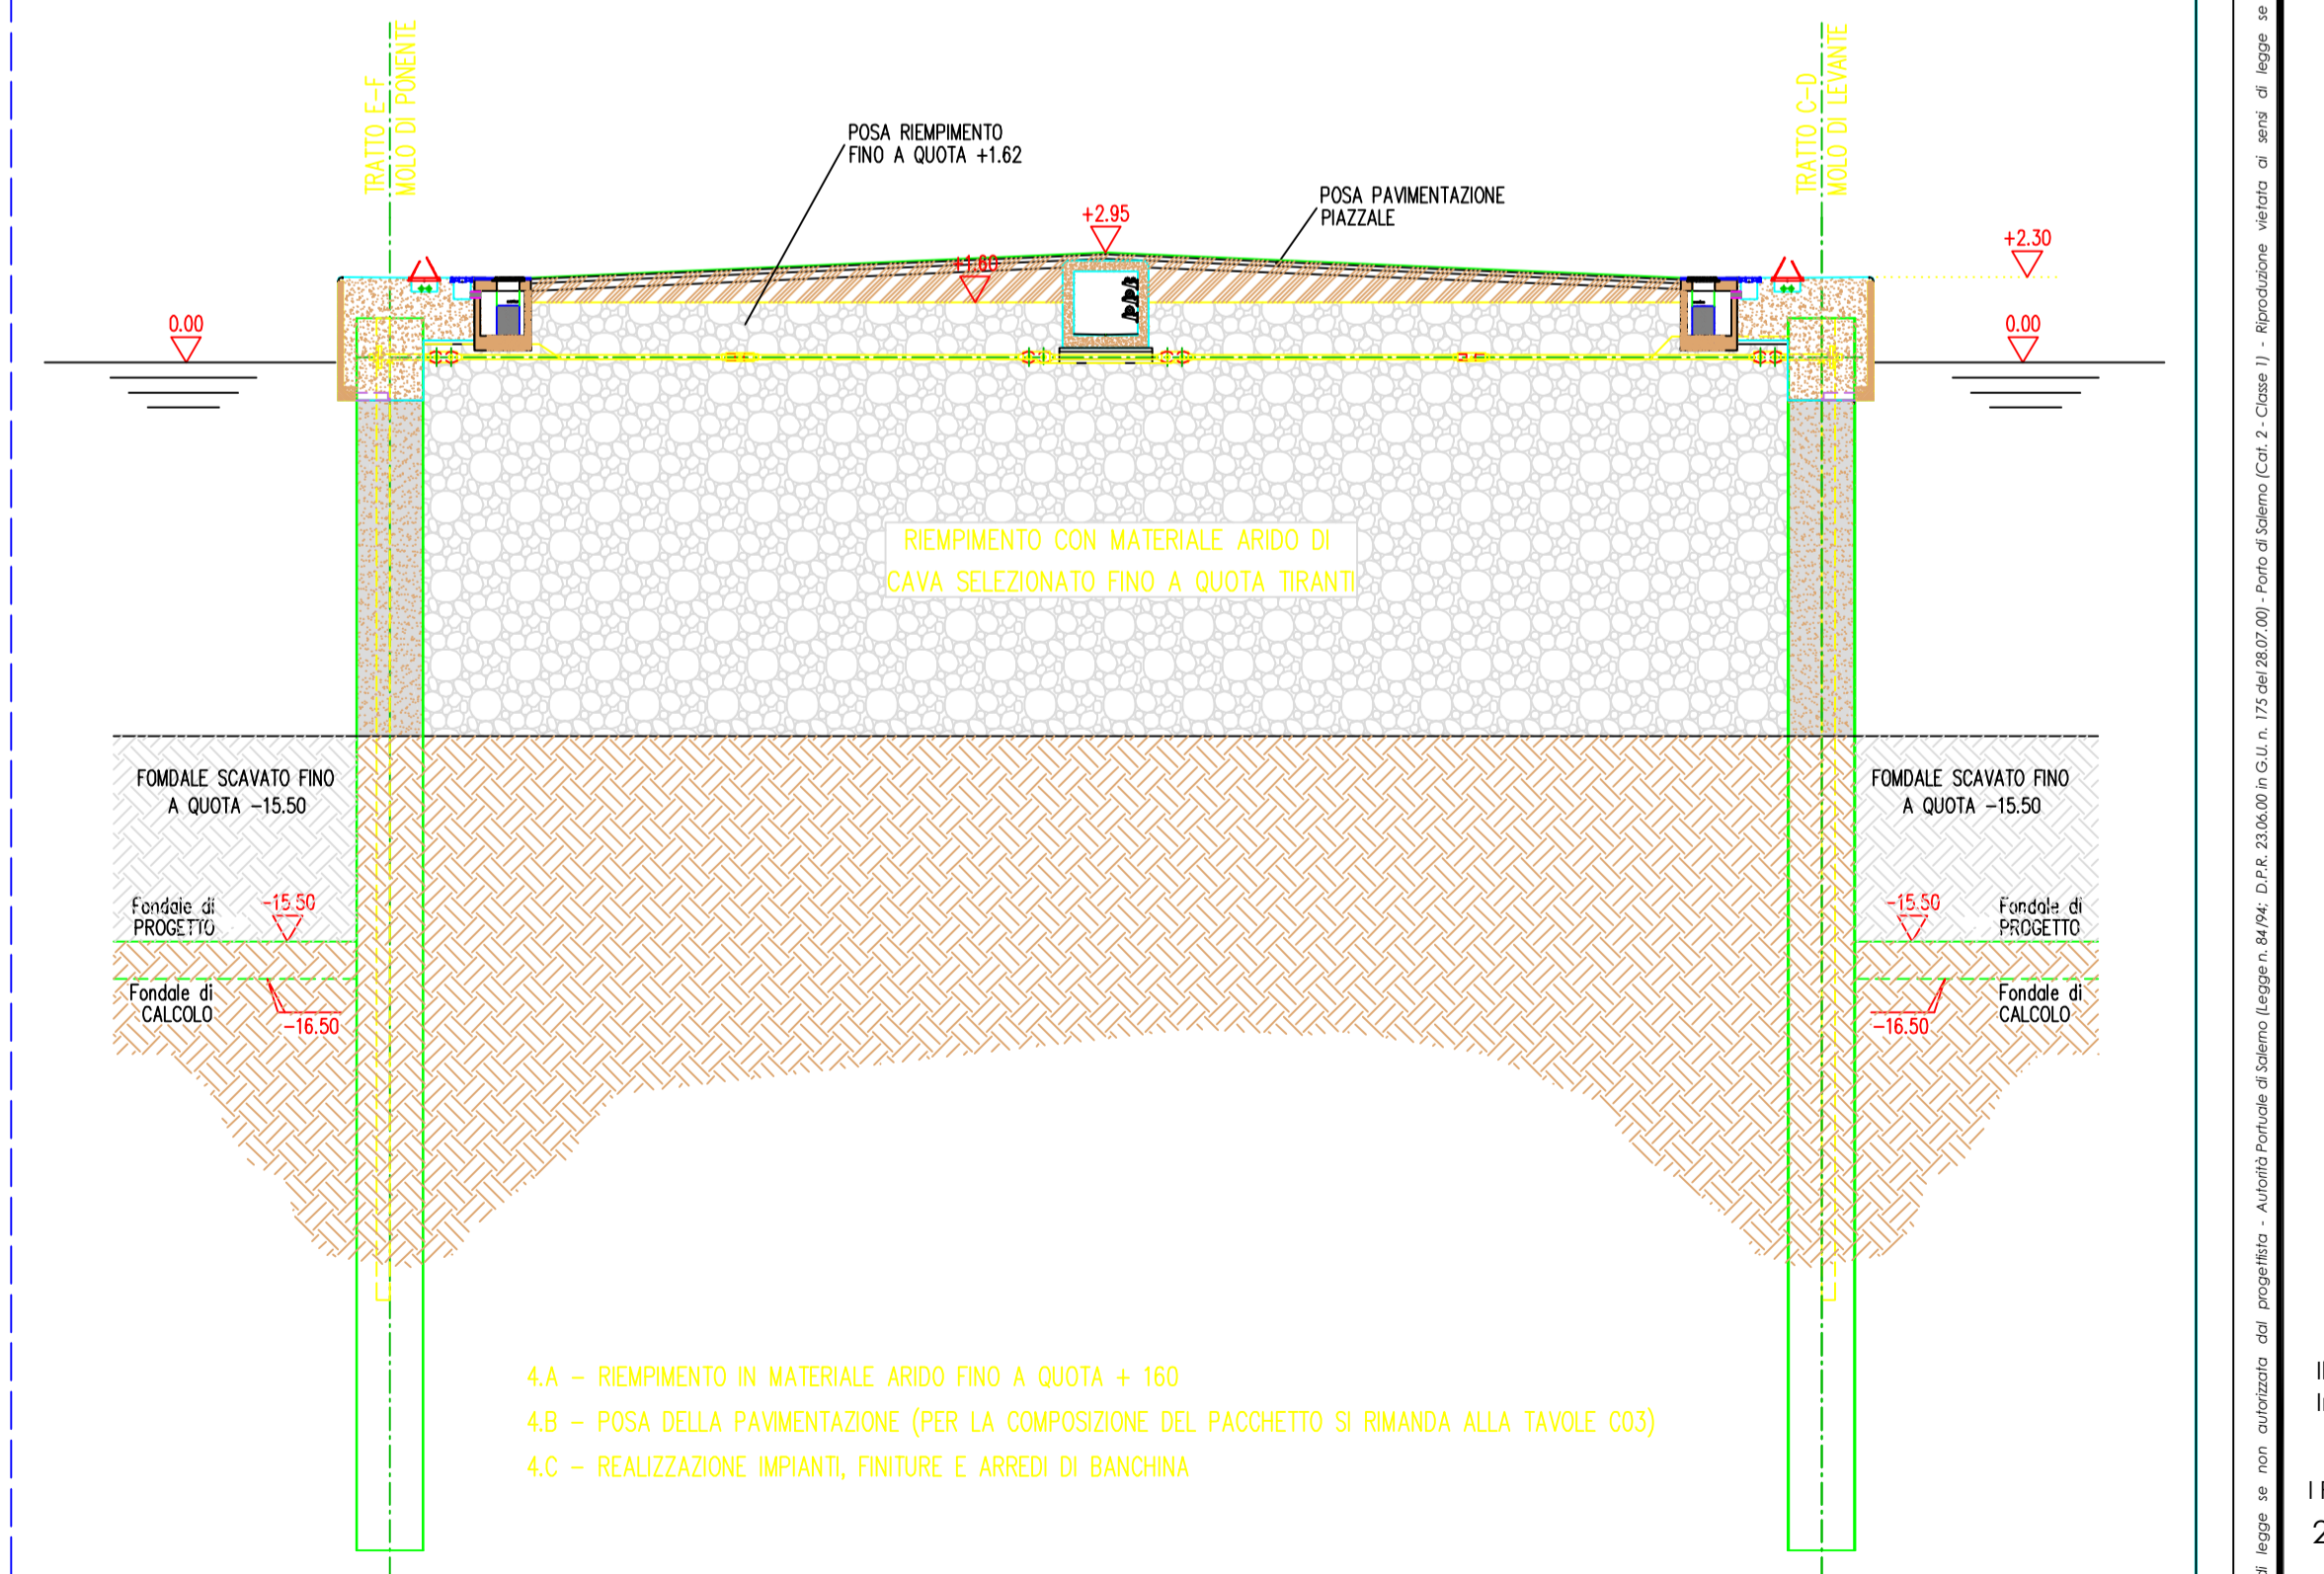 TRATTO E-F
MOLO DI PONENTE
TRATTO C-D
MOLO DI LEVANTE
POSA RIEMPIMENTO
FINO A QUOTA +1.62
POSA PAVIMENTAZIONE
PIAZZALE
+2.95
+1.60
+2.30
0.00
0.00
RIEMPIMENTO CON MATERIALE ARIDO DI
CAVA SELEZIONATO FINO A QUOTA TIRANTI
FOMDALE SCAVATO FINO
A QUOTA -15.50
FOMDALE SCAVATO FINO
A QUOTA -15.50
Fondale di
PROGETTO
-15.50
-15.50
Fondale di
PROGETTO
Fondale di
CALCOLO
-16.50
-16.50
Fondale di
CALCOLO
4.A - RIEMPIMENTO IN MATERIALE ARIDO FINO A QUOTA + 160
4.B - POSA DELLA PAVIMENTAZIONE (PER LA COMPOSIZIONE DEL PACCHETTO SI RIMANDA ALLA TAVOLE C03)
4.C - REALIZZAZIONE IMPIANTI, FINITURE E ARREDI DI BANCHINA
di legge se non autorizzata dal progettista - Autorità Portuale di Salerno (Legge n. 84/94; D.P.R. 23.06.00 in G.U. n. 175 del 28.07.00) - Porto di Salerno (Cat. 2 - Classe 1) - Riproduzione vietata ai sensi di legge se